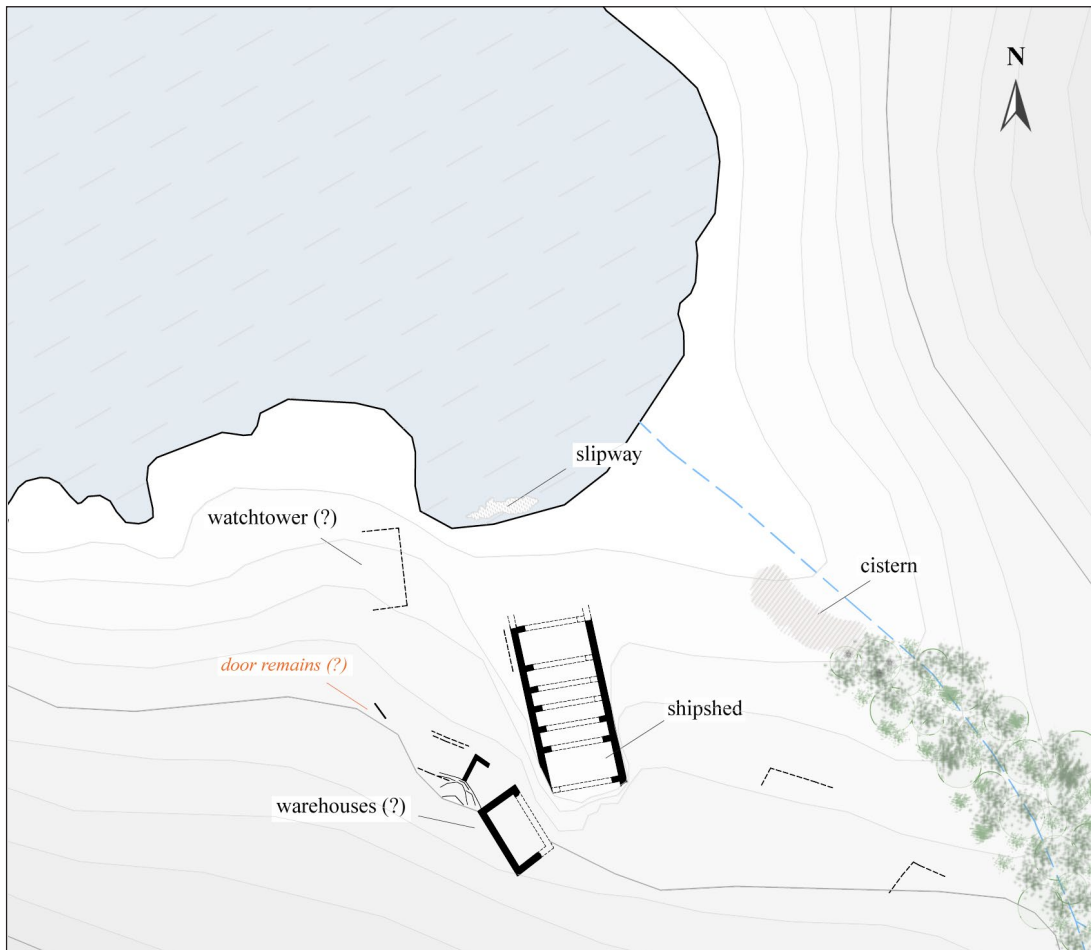 N
slipway
watchtower (?)
cistern
door remains (?)
shipshed
warehouses (?)